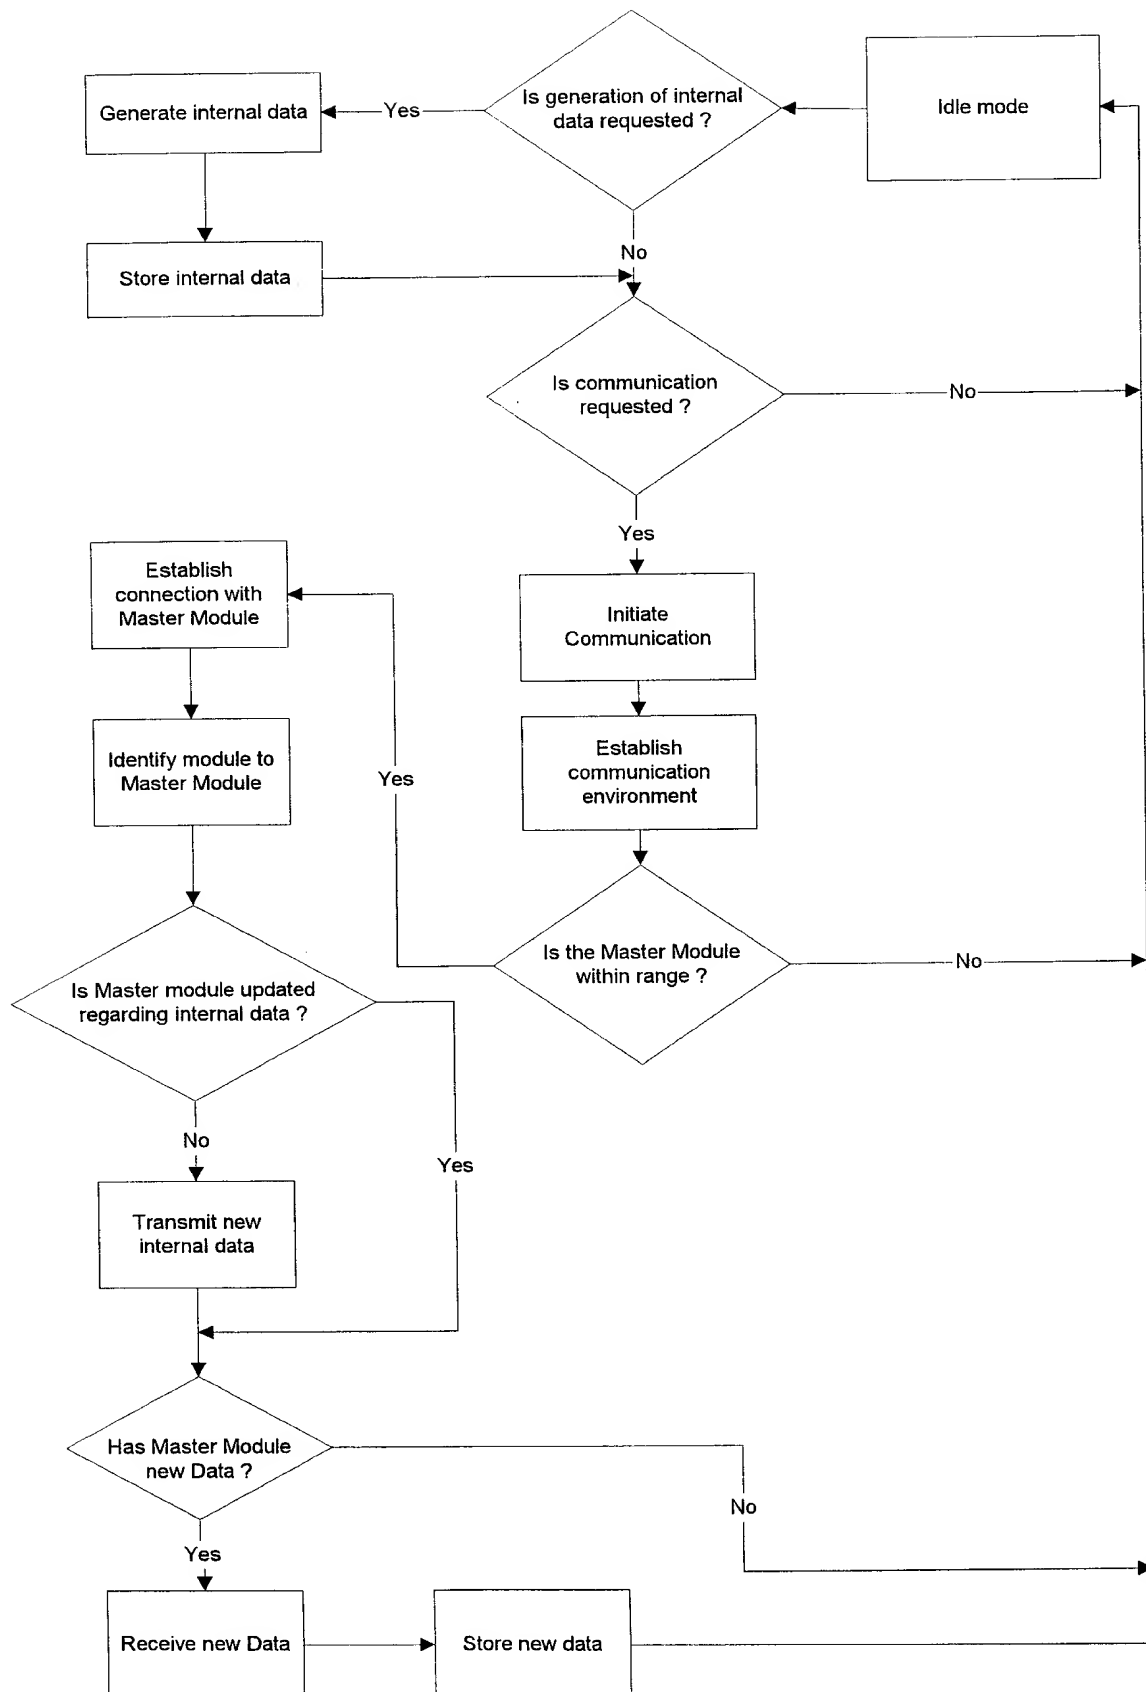 Is generation of internal
data requested ?
Idle mode
Yes
Generate internal data
No
Store internal data
Is communication
requested ?
No
Yes
Establish
connection with
Master Module
Initiate
Communication
Identify module to
Master Module
Yes
Establish
communication
environment
Is the Master Module
within range ?
No
Is Master module updated
regarding internal data ?
No
Yes
Transmit new
internal data
Has Master Module
new Data ?
No
Yes
Receive new Data
Store new data